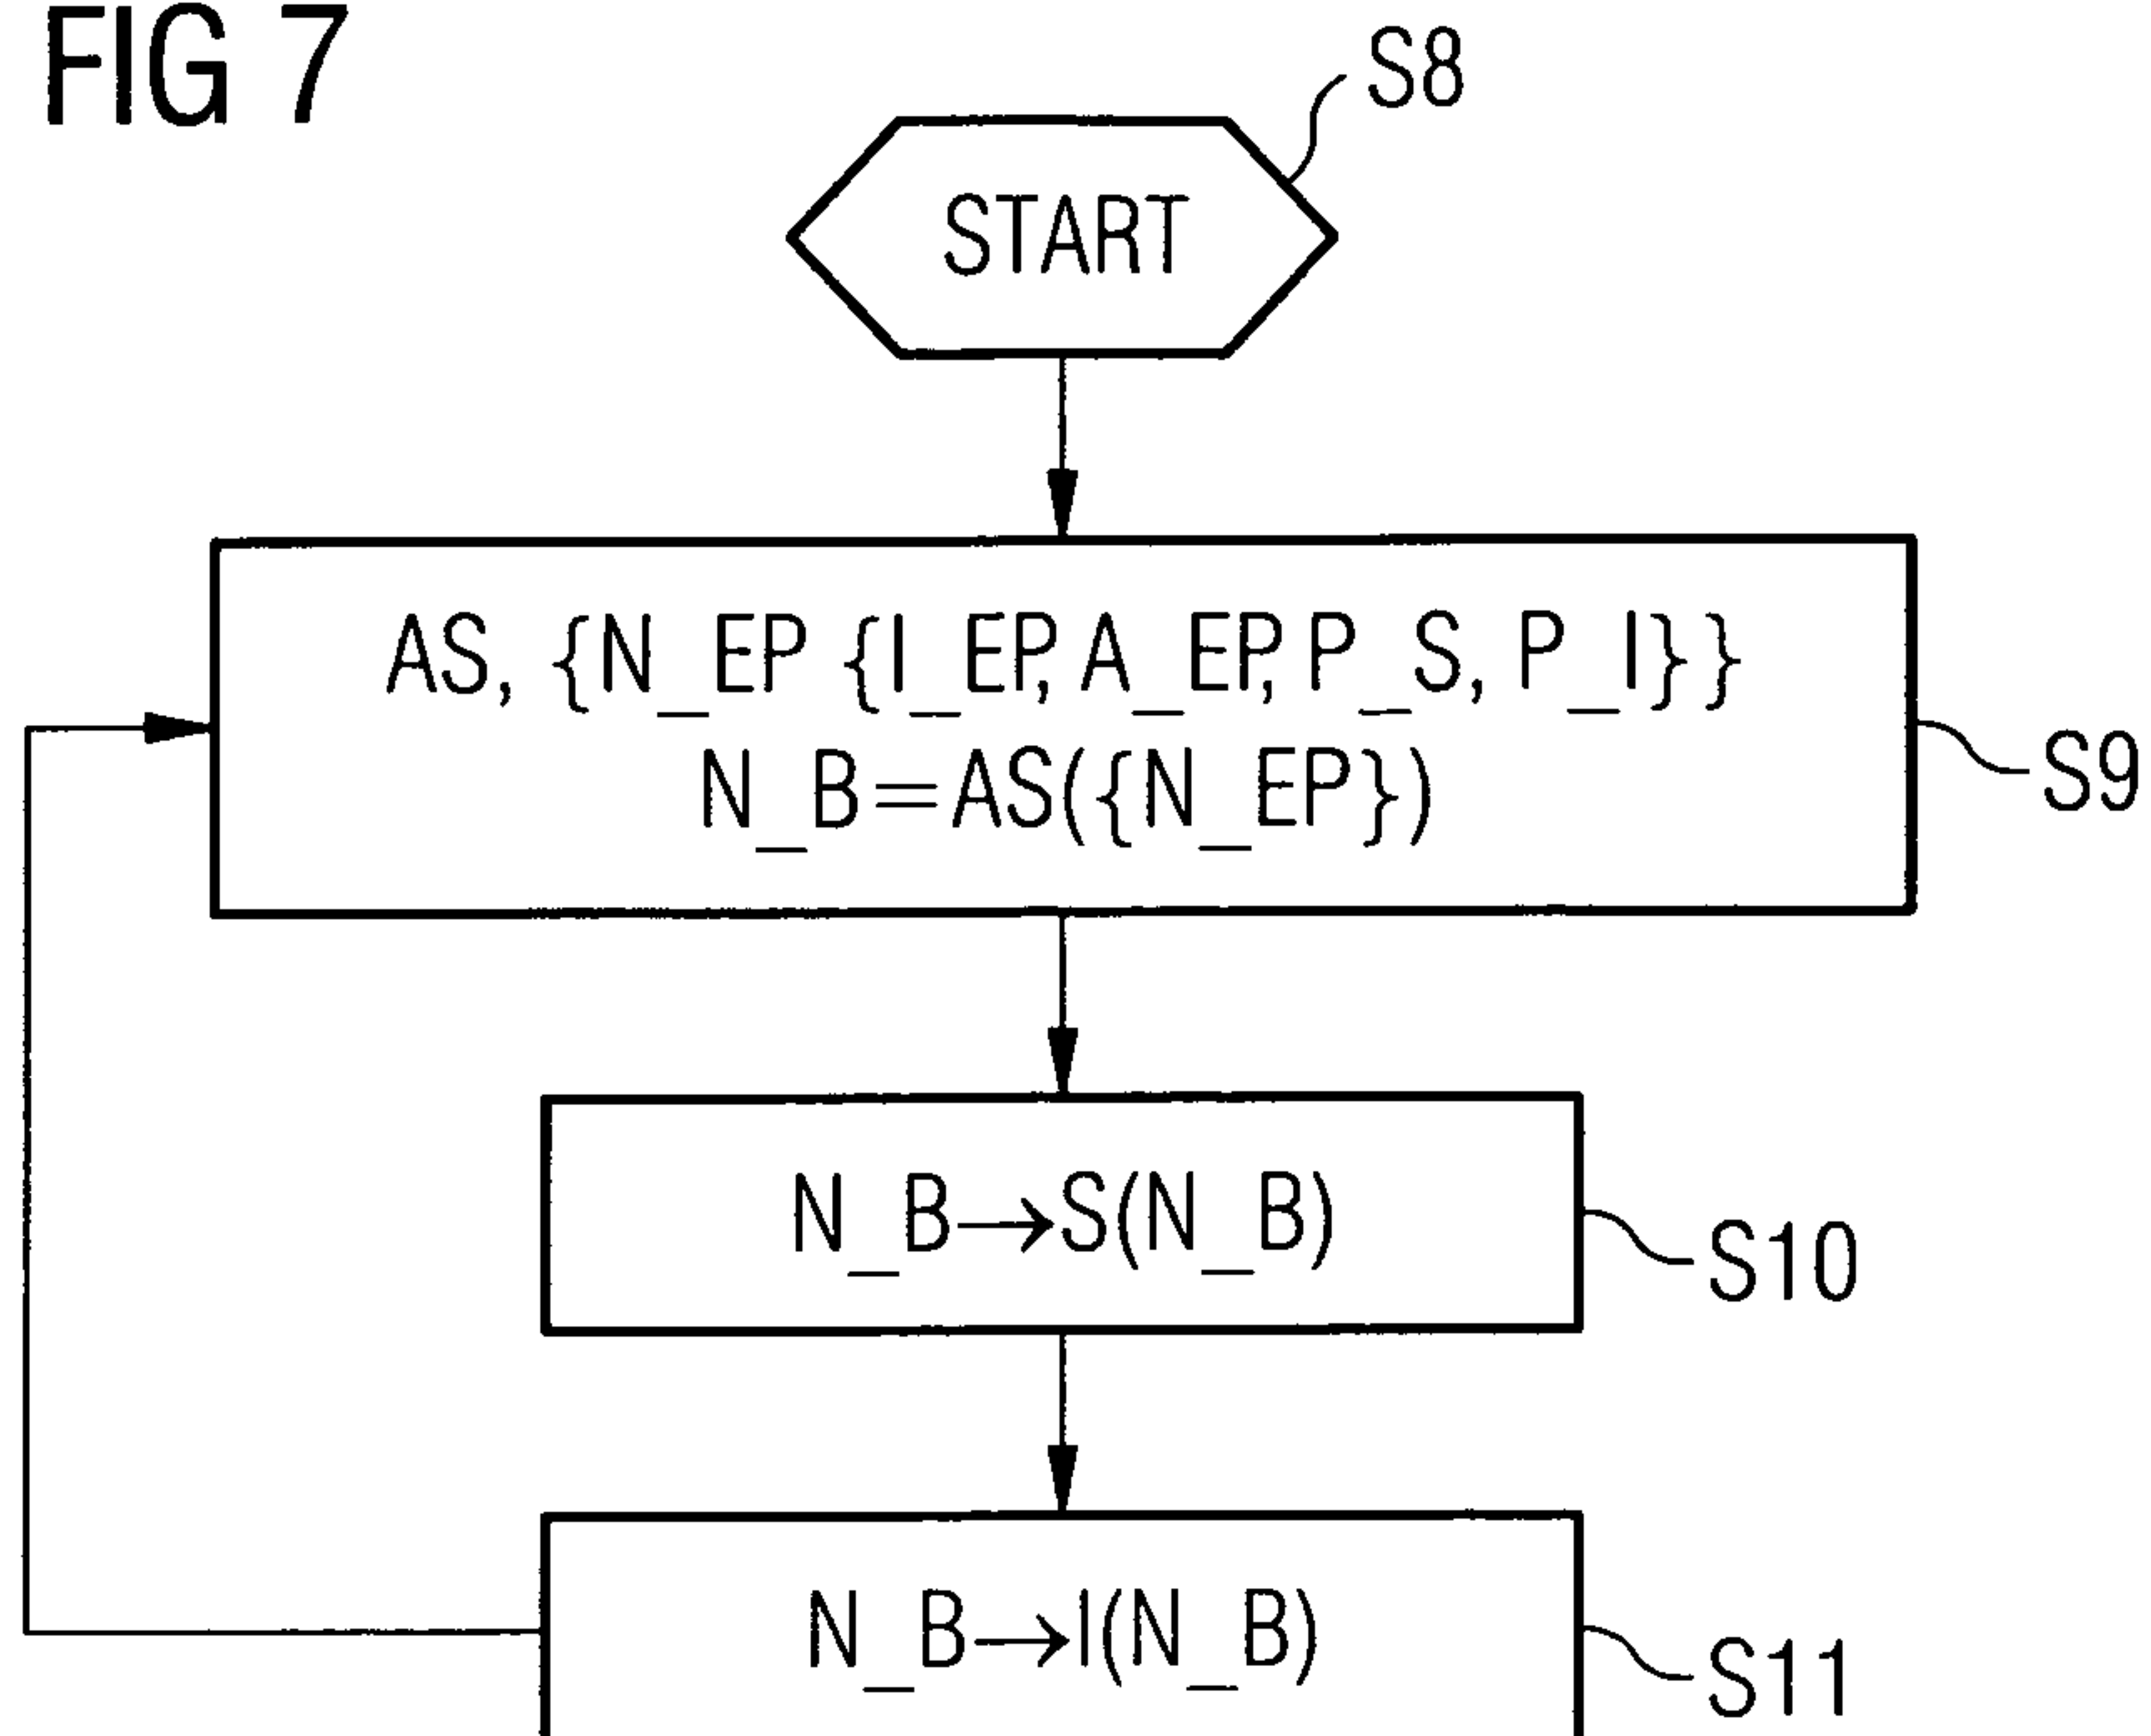 FIG 7
S8
START
AS, {N_EP {I_EP, A_EP, P_S, P_I} }
N_B=AS({N_EP})
S9
N_B→S(N_B)
S10
N_B→I(N_B)
S11